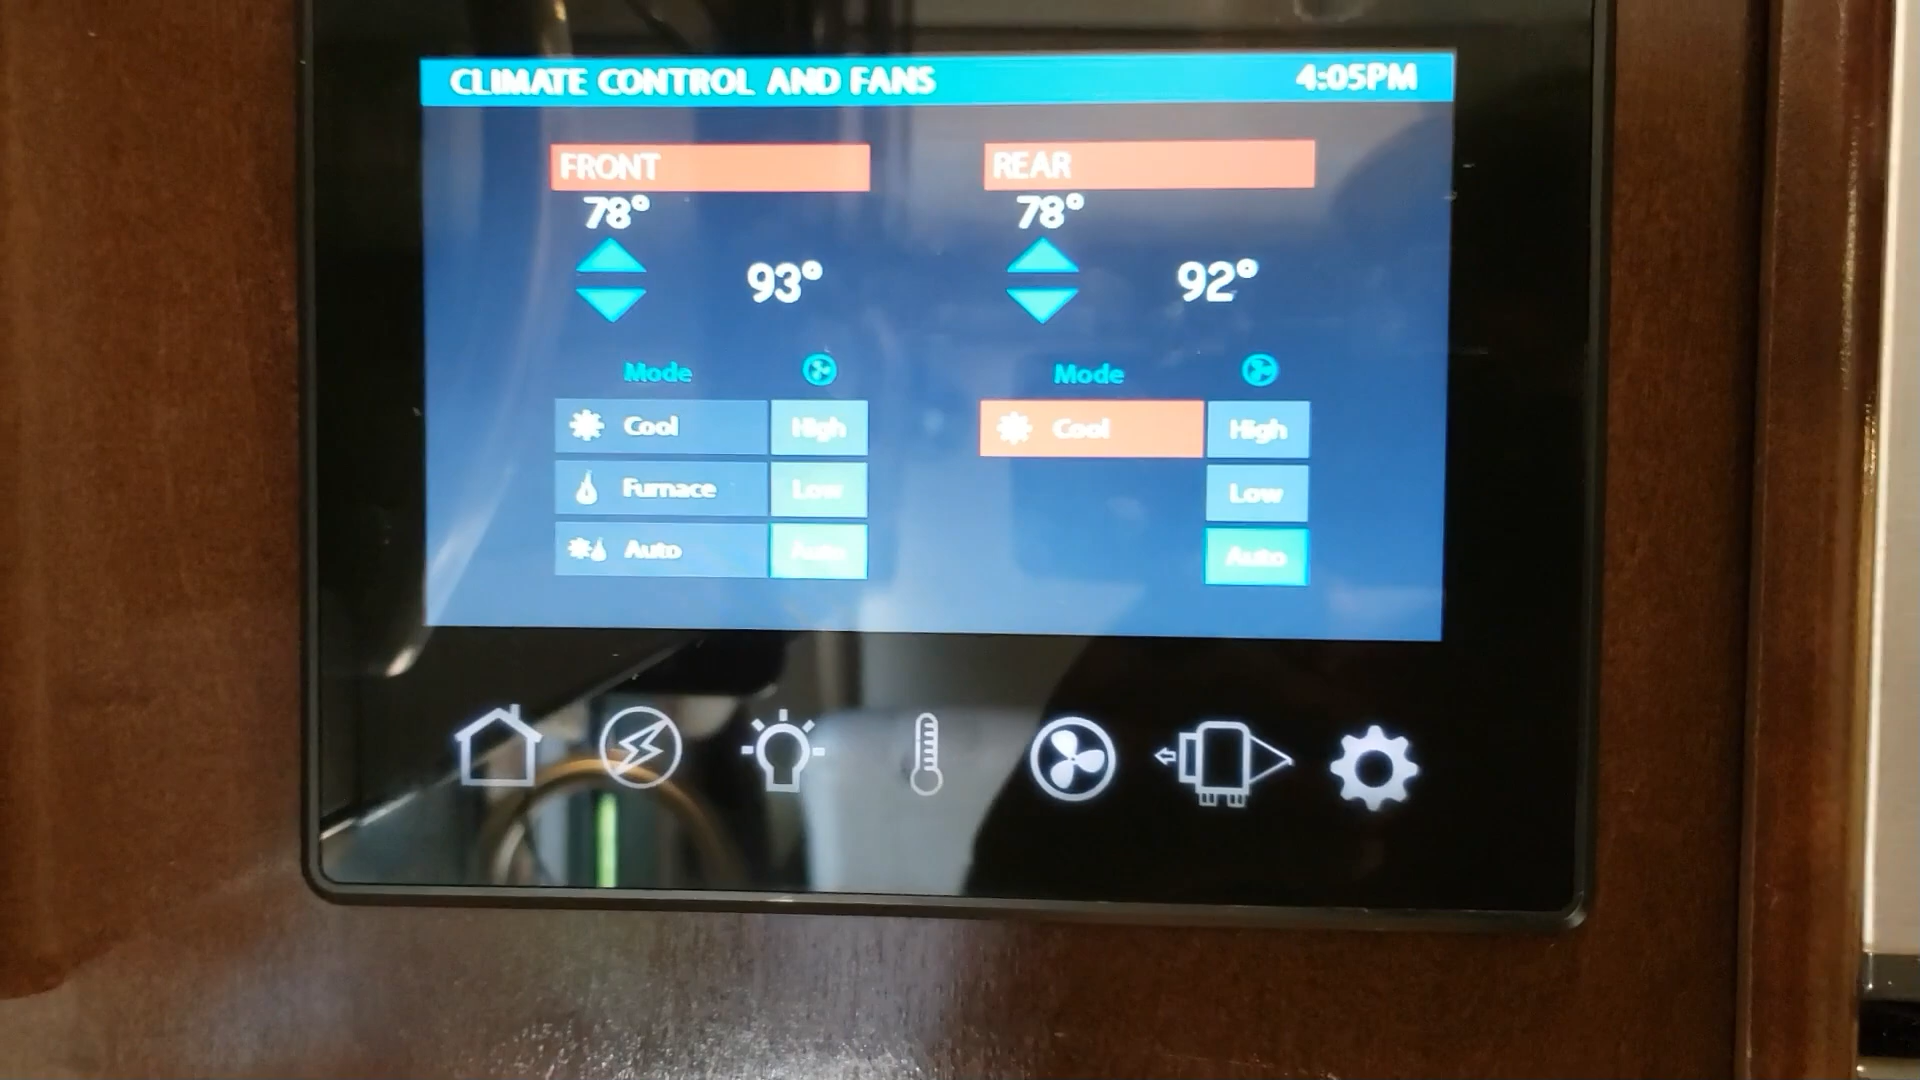 CLIMATE CONTROL AND FANS 4:05PM
FRONT
78°
93°
Mode
Cool High
Furnace Low
Auto Auto
REAR
78°
92°
Mode
Cool High
Low
Auto